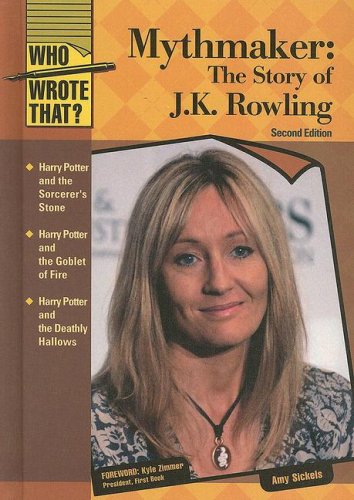 WHO
WROTE
THAT?
Mythmaker:
The Story of
J.K. Rowling
Second Edition
Harry Potter
and the
Sorcerer's
Stone
Harry Potter
and
the Goblet
of Fire
Harry Potter
and
the Deathly
Hallows
&
FOREWORD: Kyle Zimmer
President, First Book
Amy Sickels